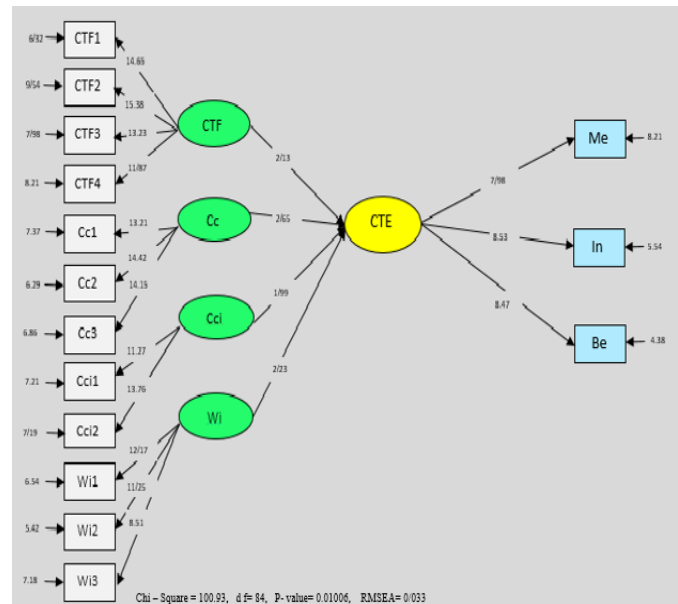 6/32 CTF1
14.65
9/54 CTF2
15.38
CTF
7/98 CTF3 13.23
2/13
Me 8.21
8.21 CTF4 11/87
7/98
7.37 Cc1 13.21
Cc
2/65
CTE
8.53
In 5.54
6.29 Cc2 14.42
14.15
6.86 Cc3
Cci
1/99
8.47
Be 4.38
7.21 Cci1 11.27
13.76
2/23
7/19 Cci2
Wi
6.54 Wi1 12/17
11/25
5.42 Wi2 8.51
7.18 Wi3
Chi – Square = 100.93, d f= 84, P- value= 0.01006, RMSEA= 0/033